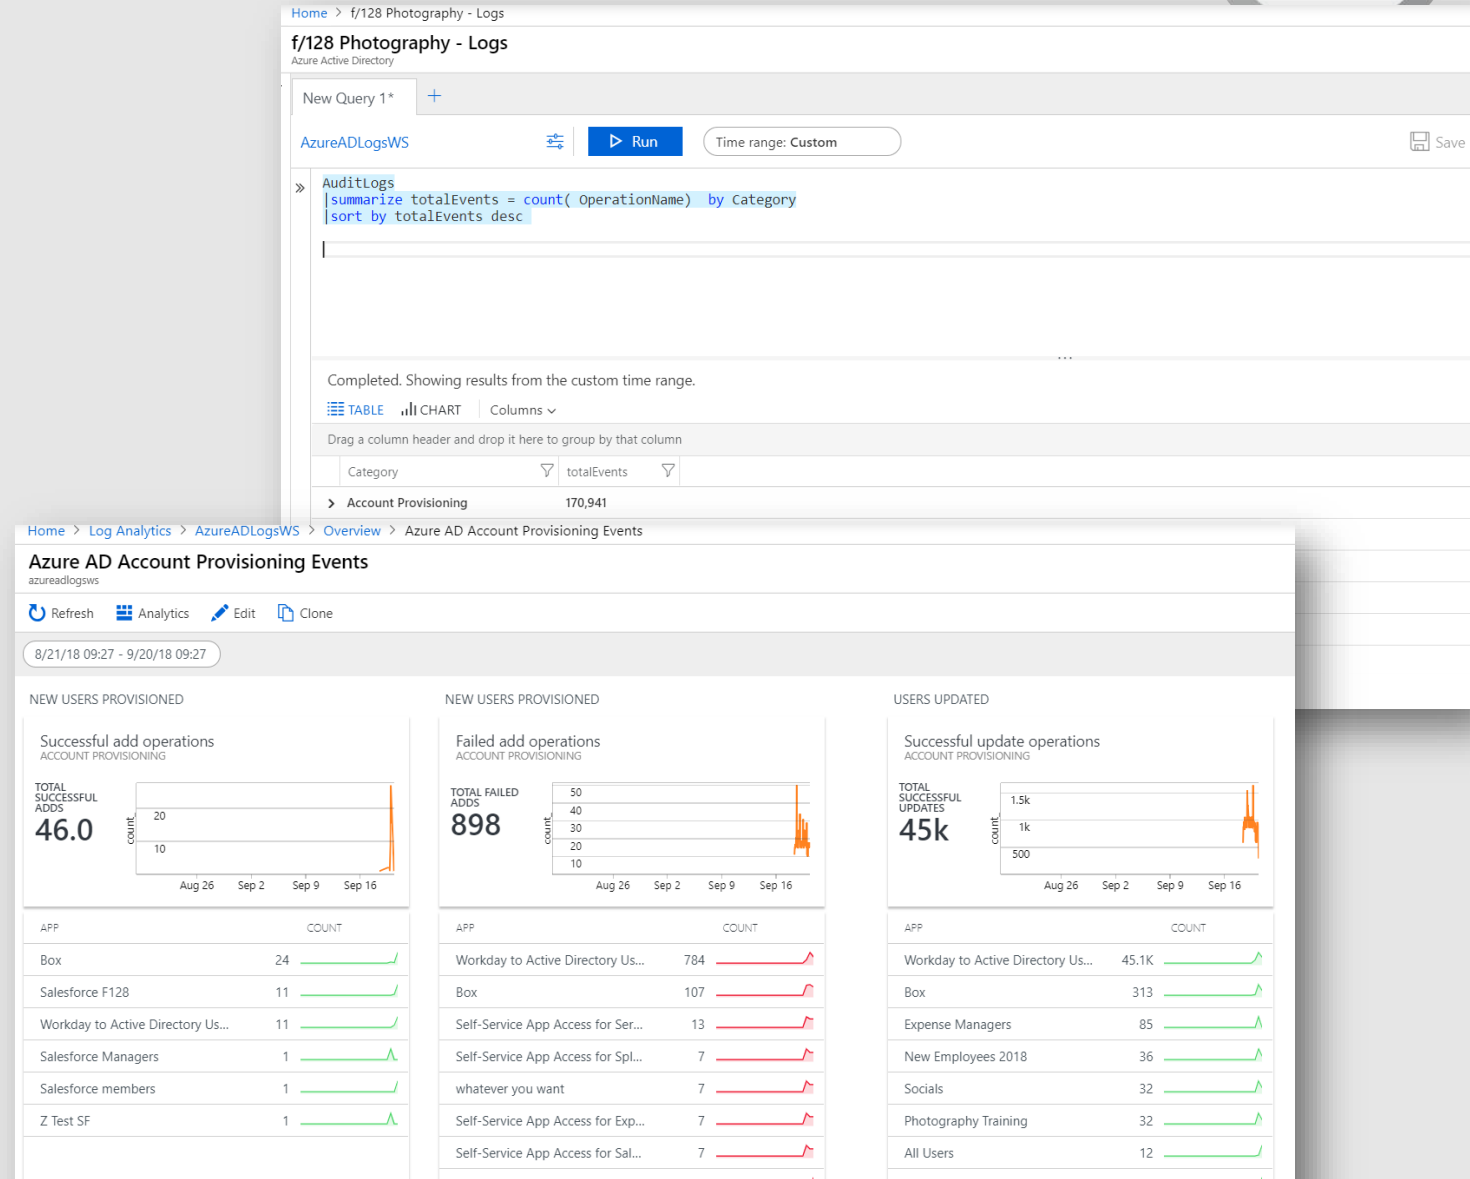 Home > f/128 Photography - Logs
f/128 Photography - Logs
Azure Active Directory
New Query 1* +
AzureADLogsWS Run Time range: Custom Save
AuditLogs
|summarize totalEvents = count( OperationName)  by Category
|sort by totalEvents desc
...
Completed. Showing results from the custom time range.
TABLE CHART Columns
Drag a column header and drop it here to group by that column
Category totalEvents
> Account Provisioning 170,941
Home > Log Analytics > AzureADLogsWS > Overview > Azure AD Account Provisioning Events
Azure AD Account Provisioning Events
azureadlogsws
Refresh Analytics Edit Clone
8/21/18 09:27 - 9/20/18 09:27
NEW USERS PROVISIONED
Successful add operations
ACCOUNT PROVISIONING
TOTAL
SUCCESSFUL
ADDS
46.0
count_
20
10
Aug 26 Sep 2 Sep 9 Sep 16
APP COUNT
Box 24
Salesforce F128 11
Workday to Active Directory Us... 11
Salesforce Managers 1
Salesforce members 1
Z Test SF 1
NEW USERS PROVISIONED
Failed add operations
ACCOUNT PROVISIONING
TOTAL FAILED
ADDS
898
count_
50
40
30
20
10
Aug 26 Sep 2 Sep 9 Sep 16
APP COUNT
Workday to Active Directory Us... 784
Box 107
Self-Service App Access for Ser... 13
Self-Service App Access for Spl... 7
whatever you want 7
Self-Service App Access for Exp... 7
Self-Service App Access for Sal... 7
USERS UPDATED
Successful update operations
ACCOUNT PROVISIONING
TOTAL
SUCCESSFUL
UPDATES
45k
count_
1.5k
1k
500
Aug 26 Sep 2 Sep 9 Sep 16
APP COUNT
Workday to Active Directory Us... 45.1K
Box 313
Expense Managers 85
New Employees 2018 36
Socials 32
Photography Training 32
All Users 12